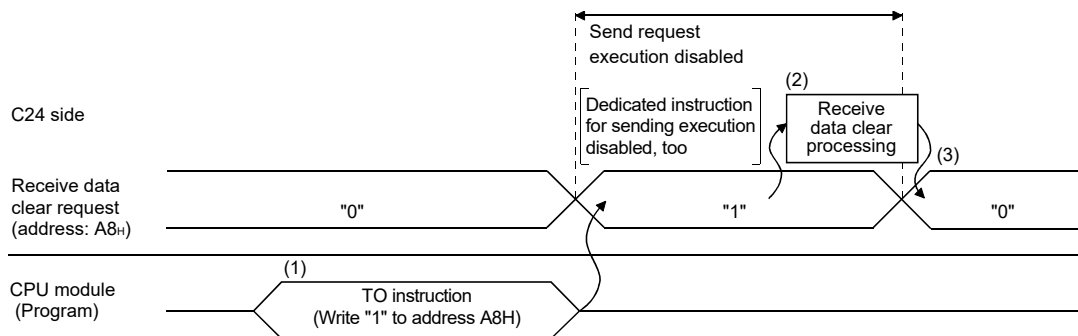 Send request
execution disabled
C24 side
Dedicated instruction
for sending execution
disabled, too
(2)
Receive
data clear
processing
(3)
Receive data
clear request
(address: A8H)
"0"
"1"
"0"
CPU module
(Program)
(1)
TO instruction
(Write "1" to address A8H)